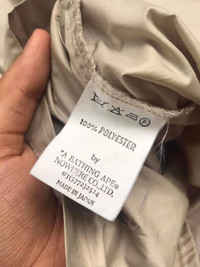 100% POLYESTER
by
"A BATHING APE®
NOWHERE CO.,LTD.
MADE IN JAPAN